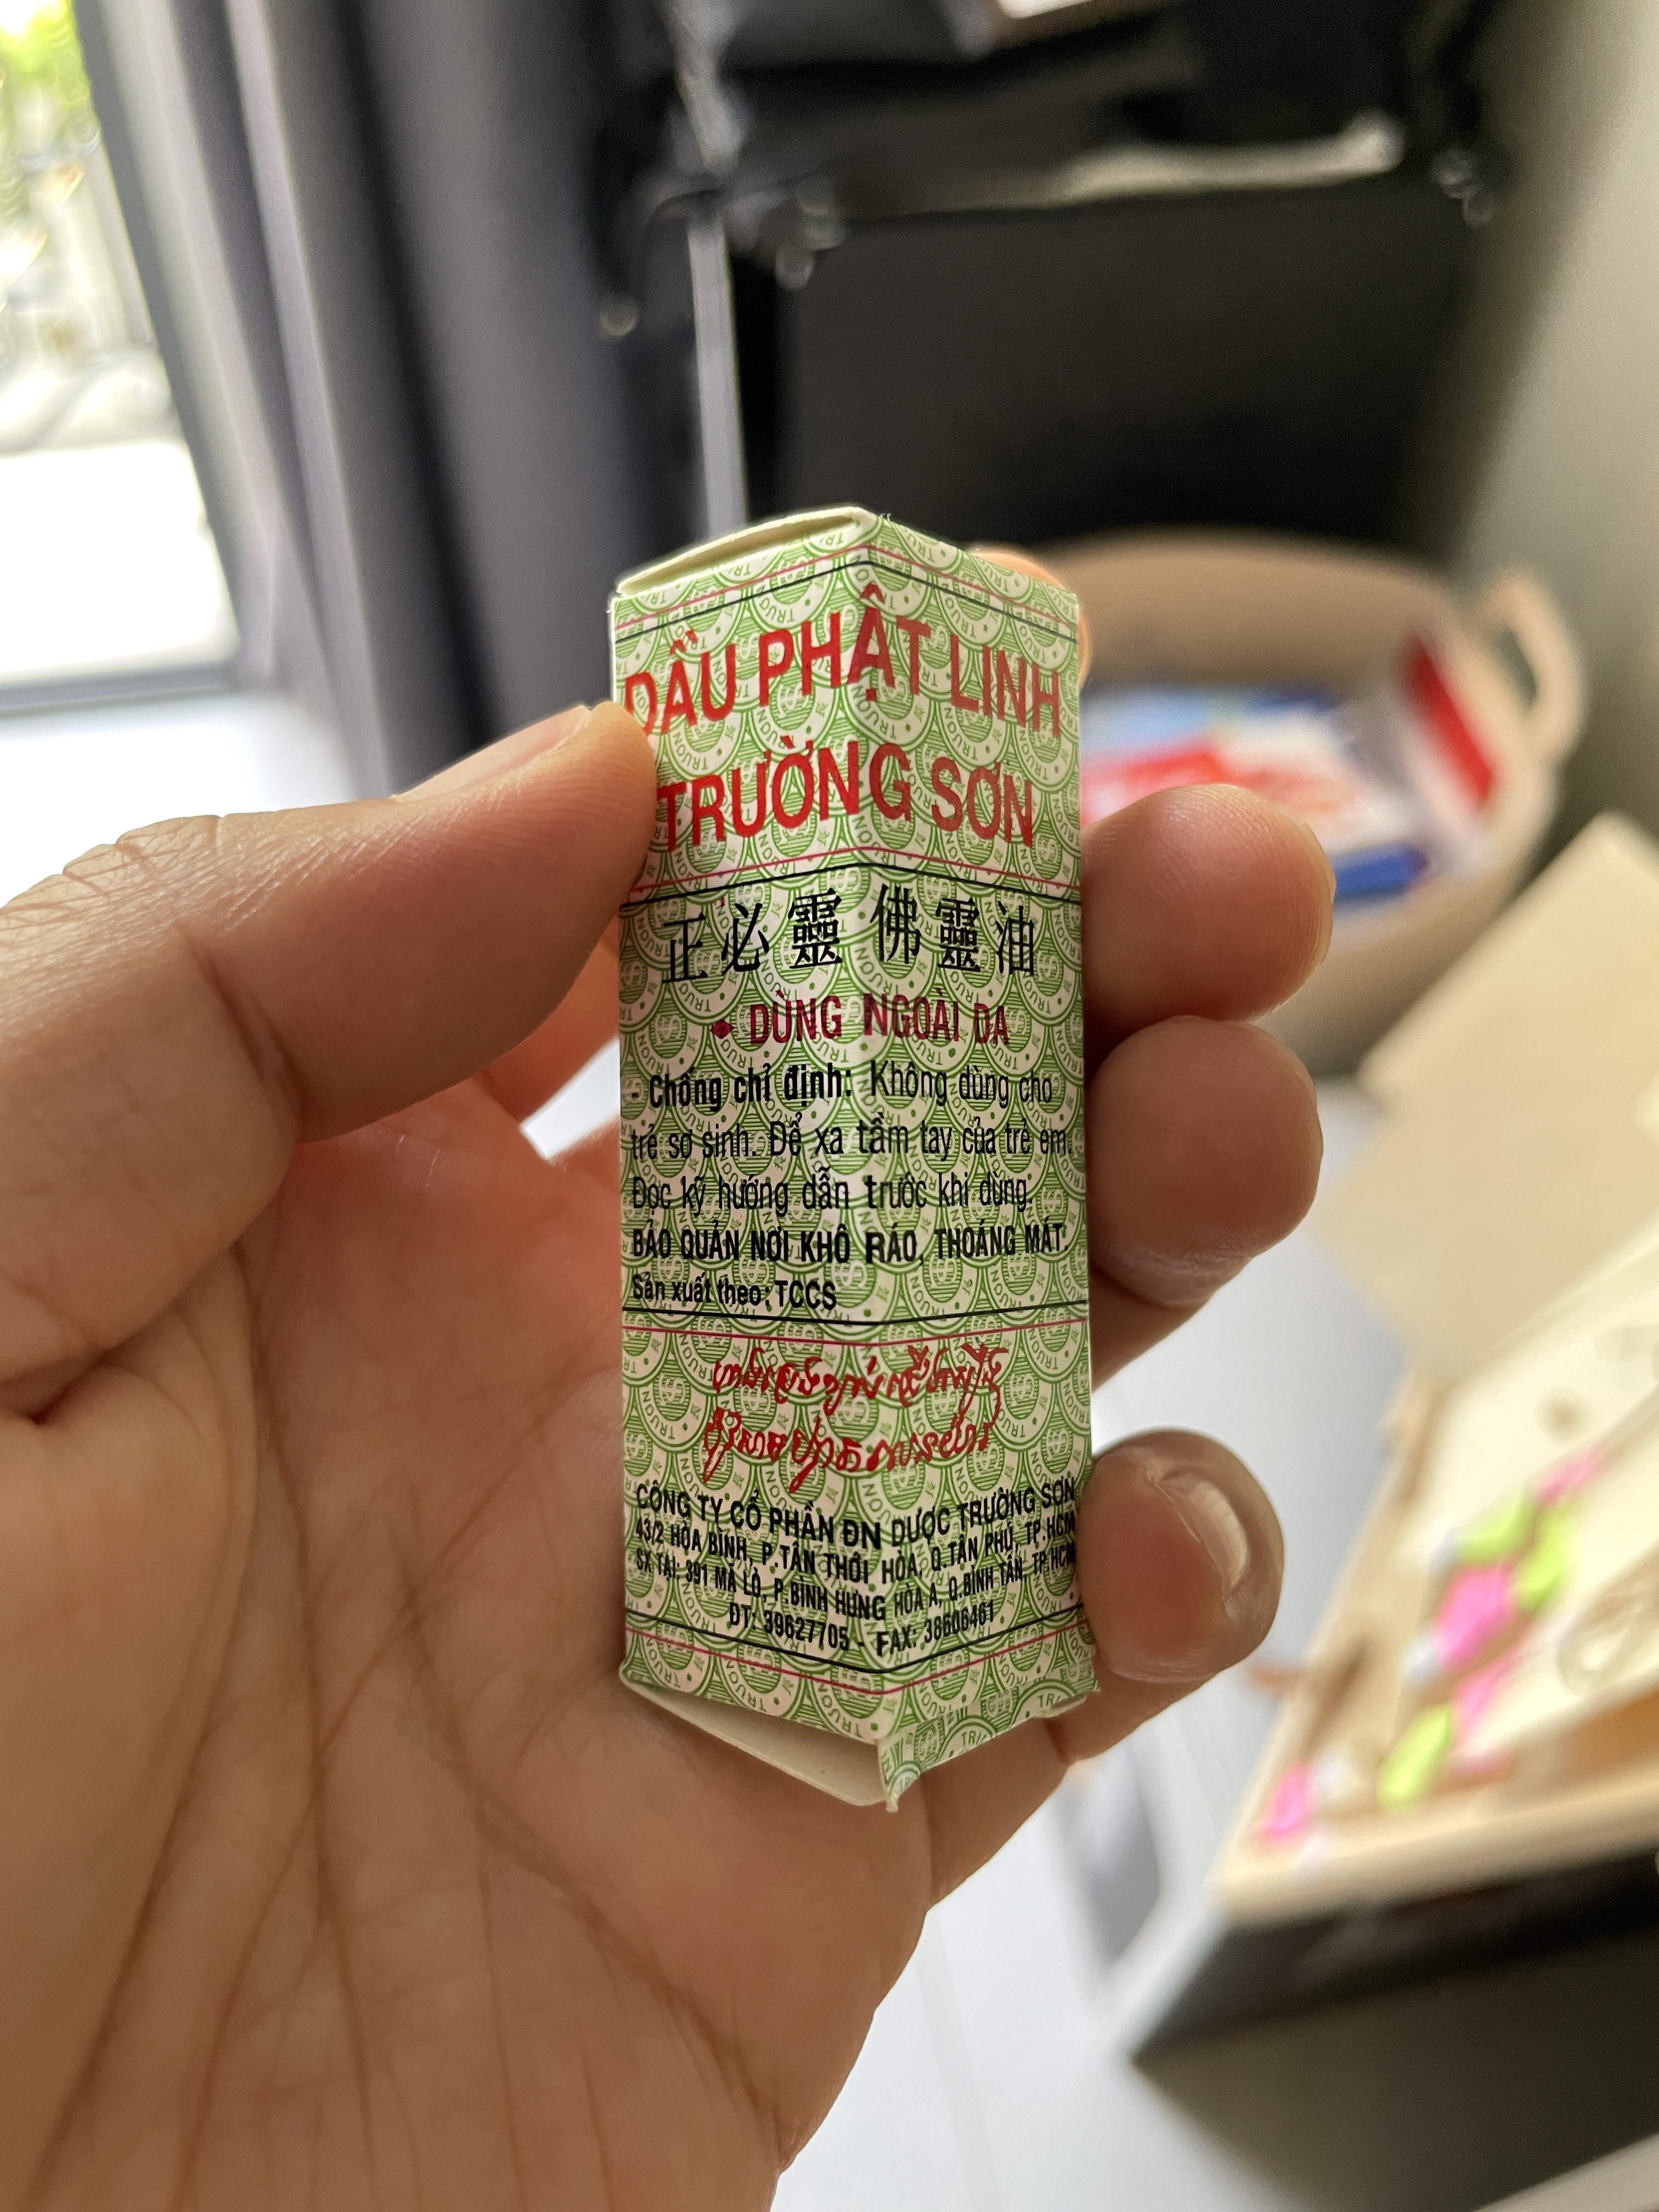 DẦU PHẬT LINH
TRƯỜNG SƠN
正必靈 佛靈油
DÙNG NGOÀI DA
- Chống chỉ định: Không dùng cho
trẻ sơ sinh. Để xa tầm tay của trẻ em.
Đọc kỹ hướng dẫn trước khi dùng.
BẢO QUẢN NƠI KHÔ RÁO, THOÁNG MÁT.
Sản xuất theo: TCCS
CÔNG TY CỔ PHẦN ĐN DƯỢC TRƯỜNG SƠN
43/2 HÒA BÌNH, P.TÂN THỚI HÒA, Q.TÂN PHÚ, TP.HCM
SX TẠI: 391 MÃ LÒ, P.BÌNH HƯNG HÒA A, Q.BÌNH TÂN, TP.HCM
ĐT: 39627705 - FAX: 38606461